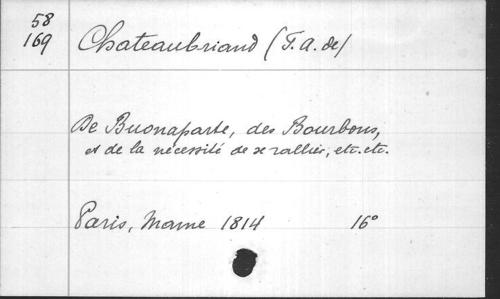 58
169
Chateaubriand (F. A. de)
De Buonaparte, des Bourbons,
et de la nécessité de se rallier, etc. etc.
Paris, Mame 1814 16°